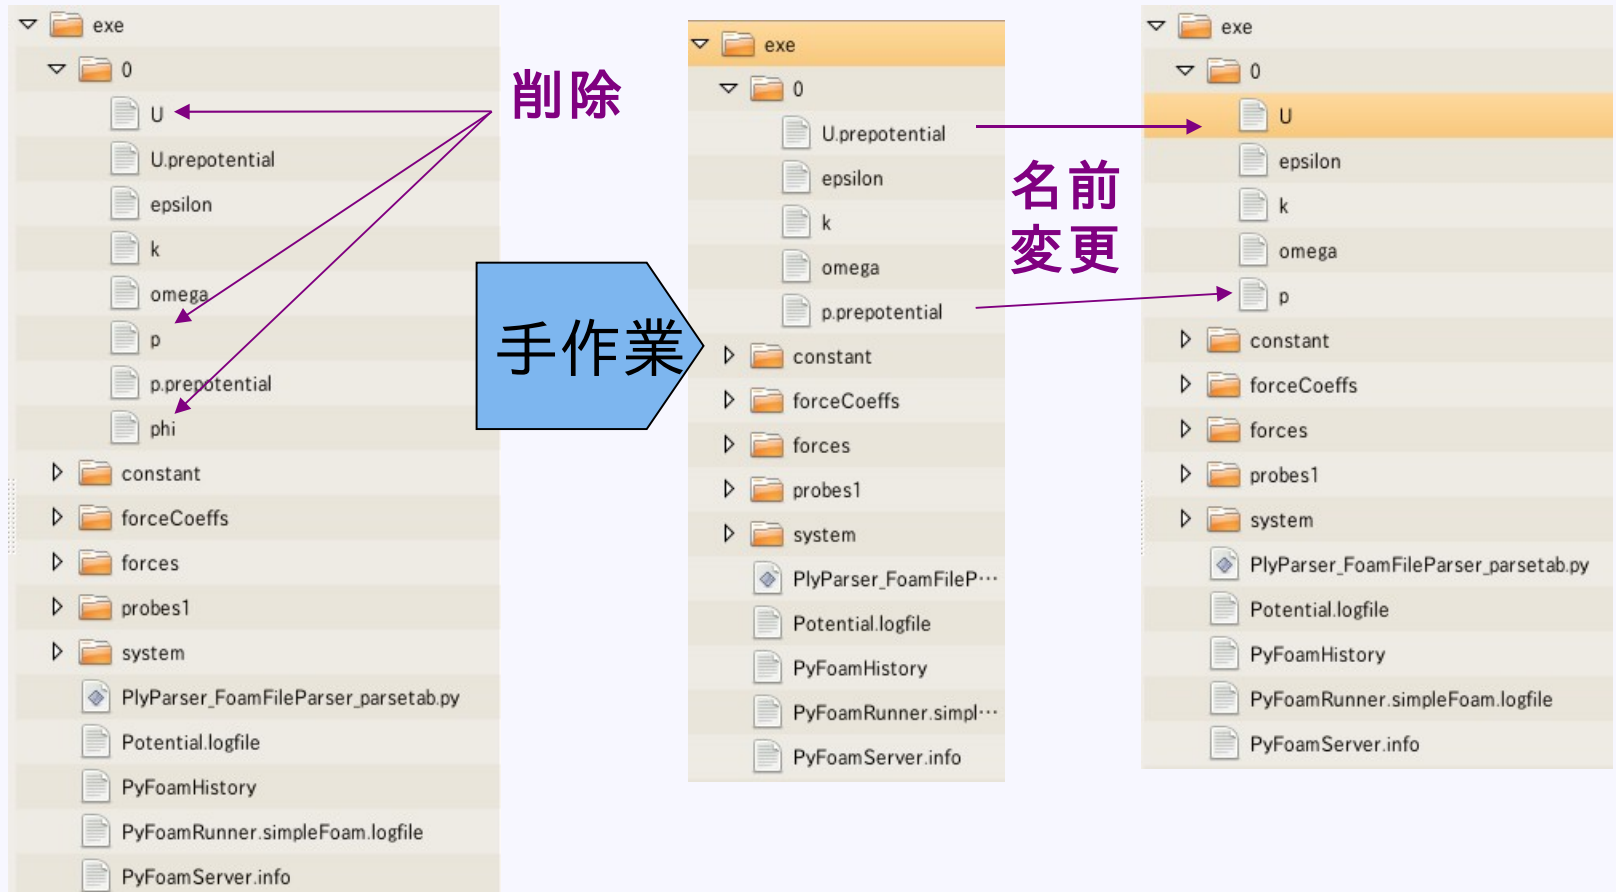 exe
0
U
U.prepotential
epsilon
k
omega
p
p.prepotential
phi
constant
forceCoeffs
forces
probes1
system
PlyParser_FoamFileParser_parsetab.py
Potential.logfile
PyFoamHistory
PyFoamRunner.simpleFoam.logfile
PyFoamServer.info
削除
手作業
exe
0
U.prepotential
epsilon
k
omega
p.prepotential
constant
forceCoeffs
forces
probes1
system
PlyParser_FoamFileP···
Potential.logfile
PyFoamHistory
PyFoamRunner.simpl···
PyFoamServer.info
名前
変更
exe
0
U
epsilon
k
omega
p
constant
forceCoeffs
forces
probes1
system
PlyParser_FoamFileParser_parsetab.py
Potential.logfile
PyFoamHistory
PyFoamRunner.simpleFoam.logfile
PyFoamServer.info